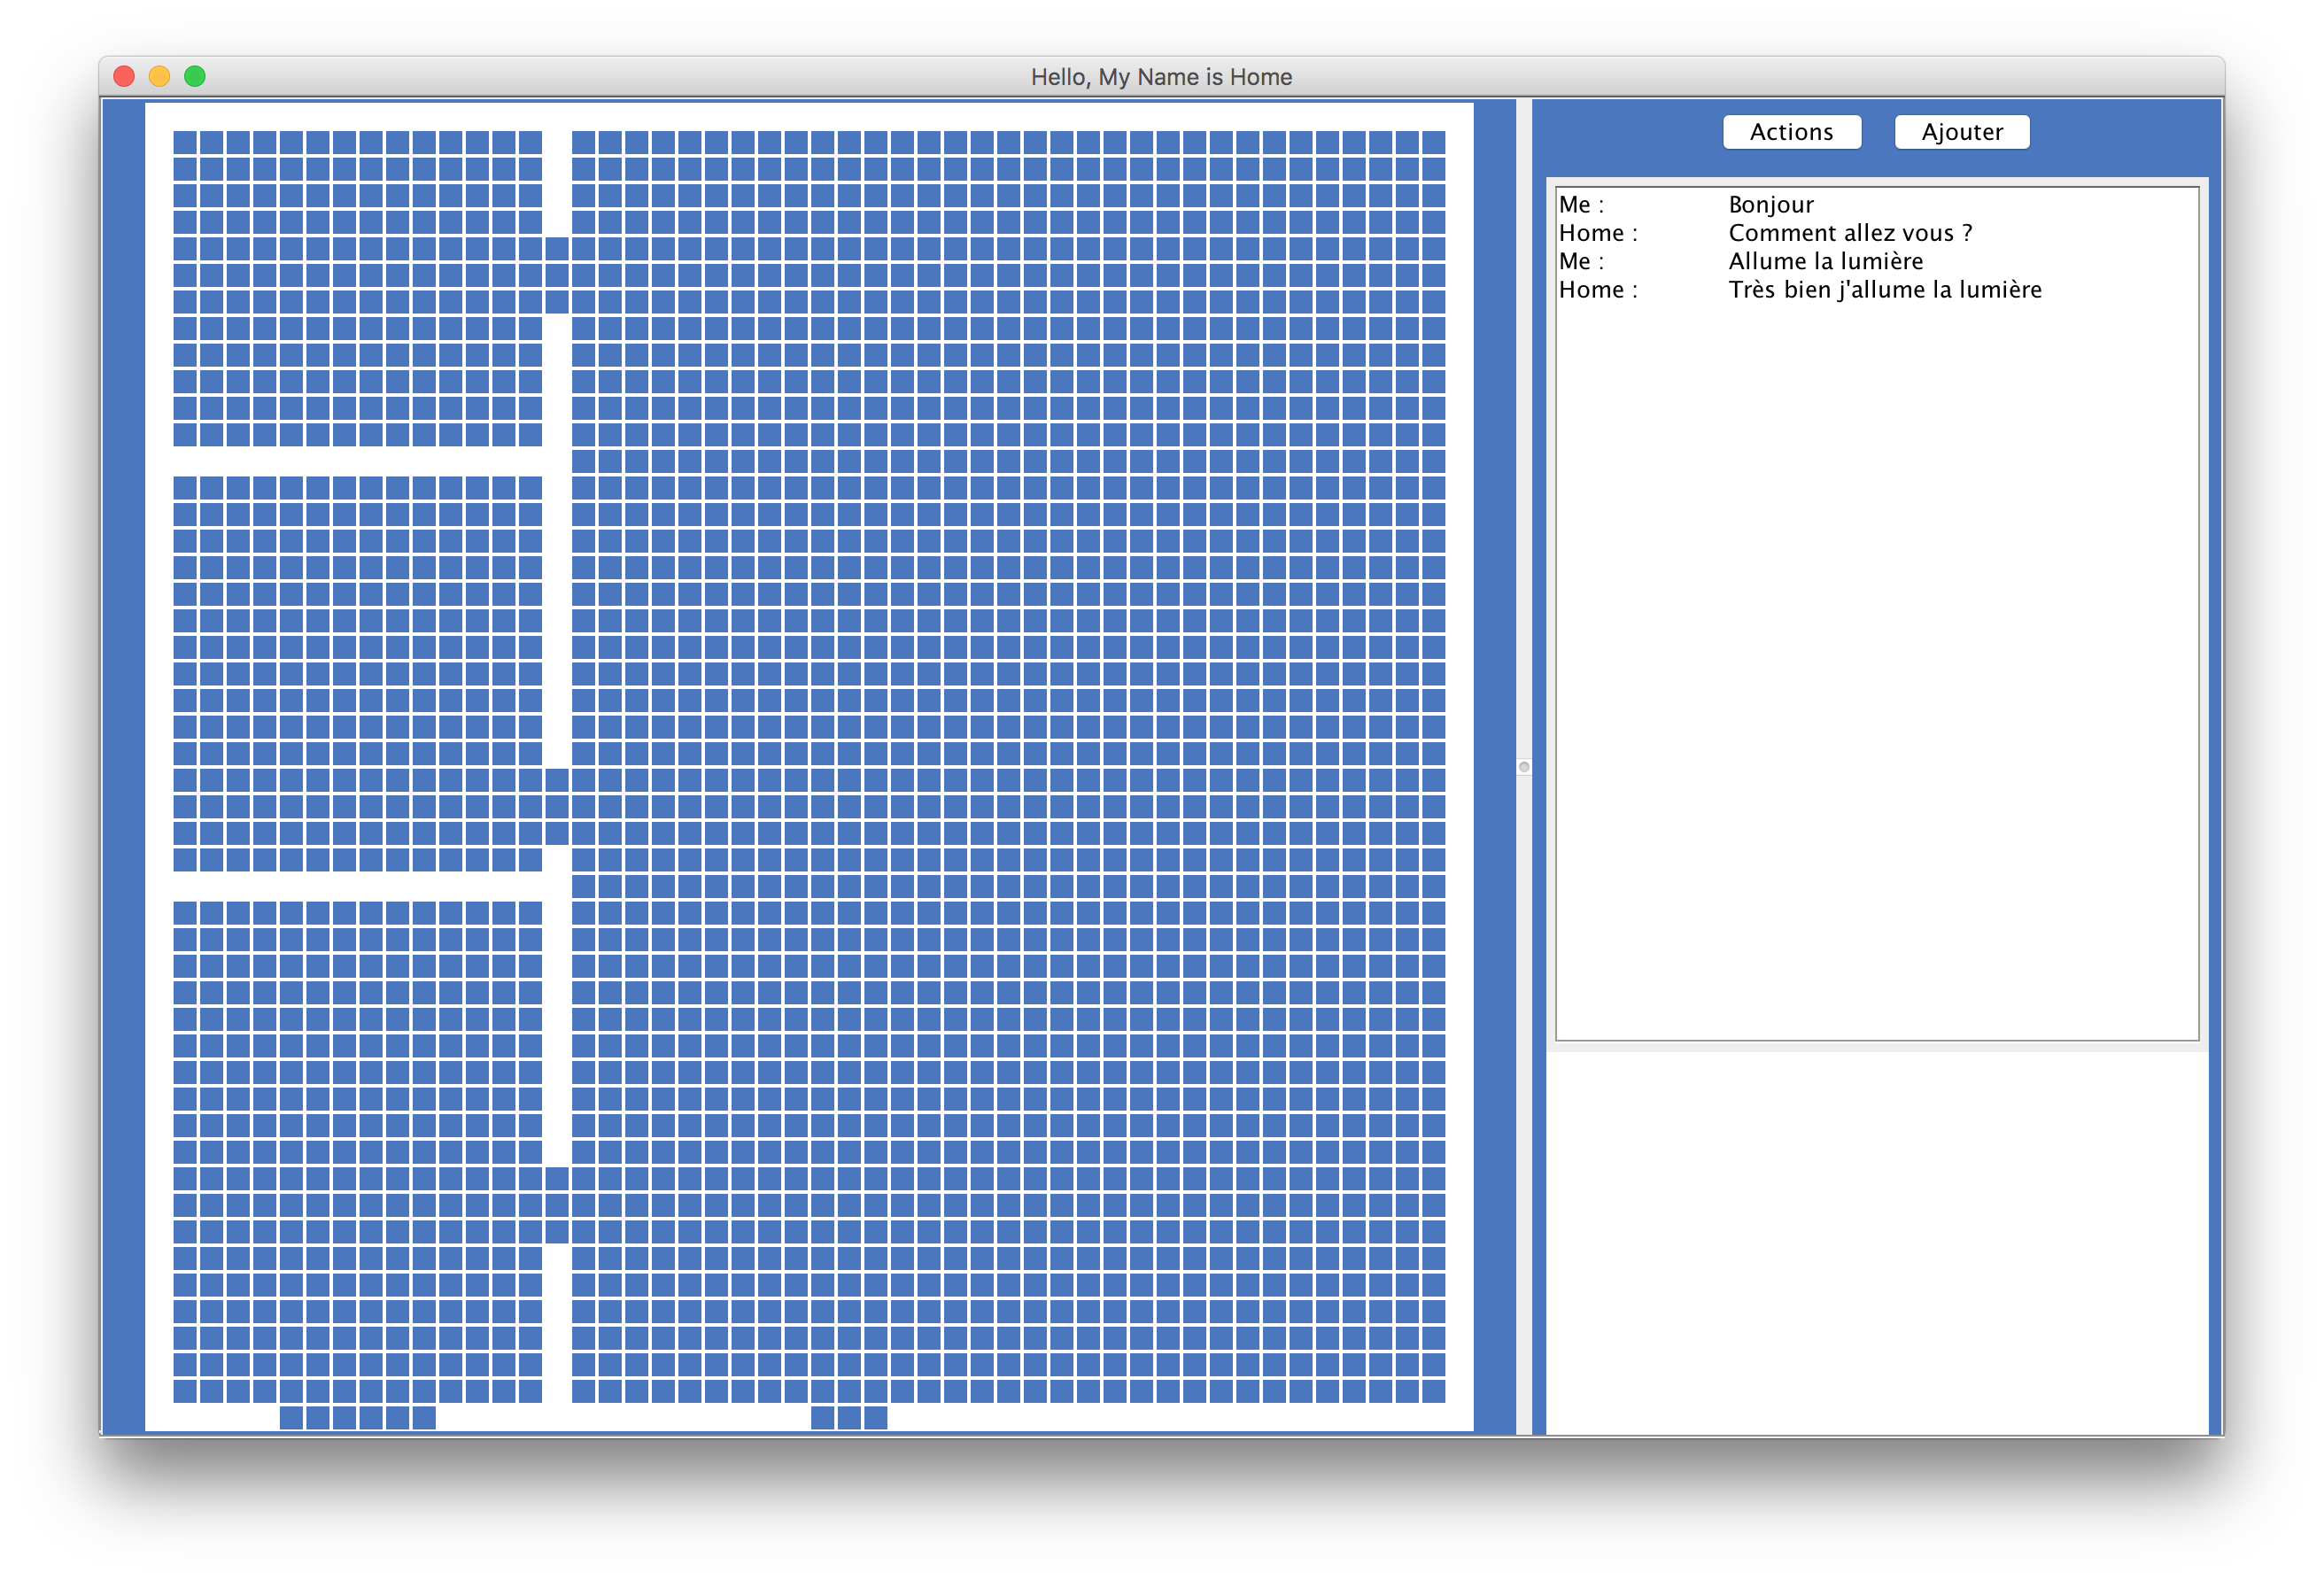 Hello, My Name is Home
Actions Ajouter
Me : Bonjour
Home : Comment allez vous ?
Me : Allume la lumière
Home : Très bien j'allume la lumière